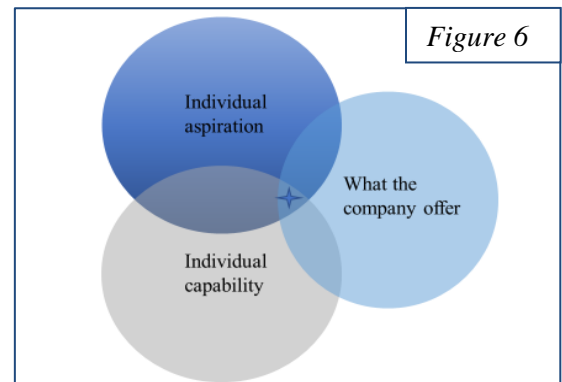 Figure 6
Individual
aspiration
What the
company offer
Individual
capability